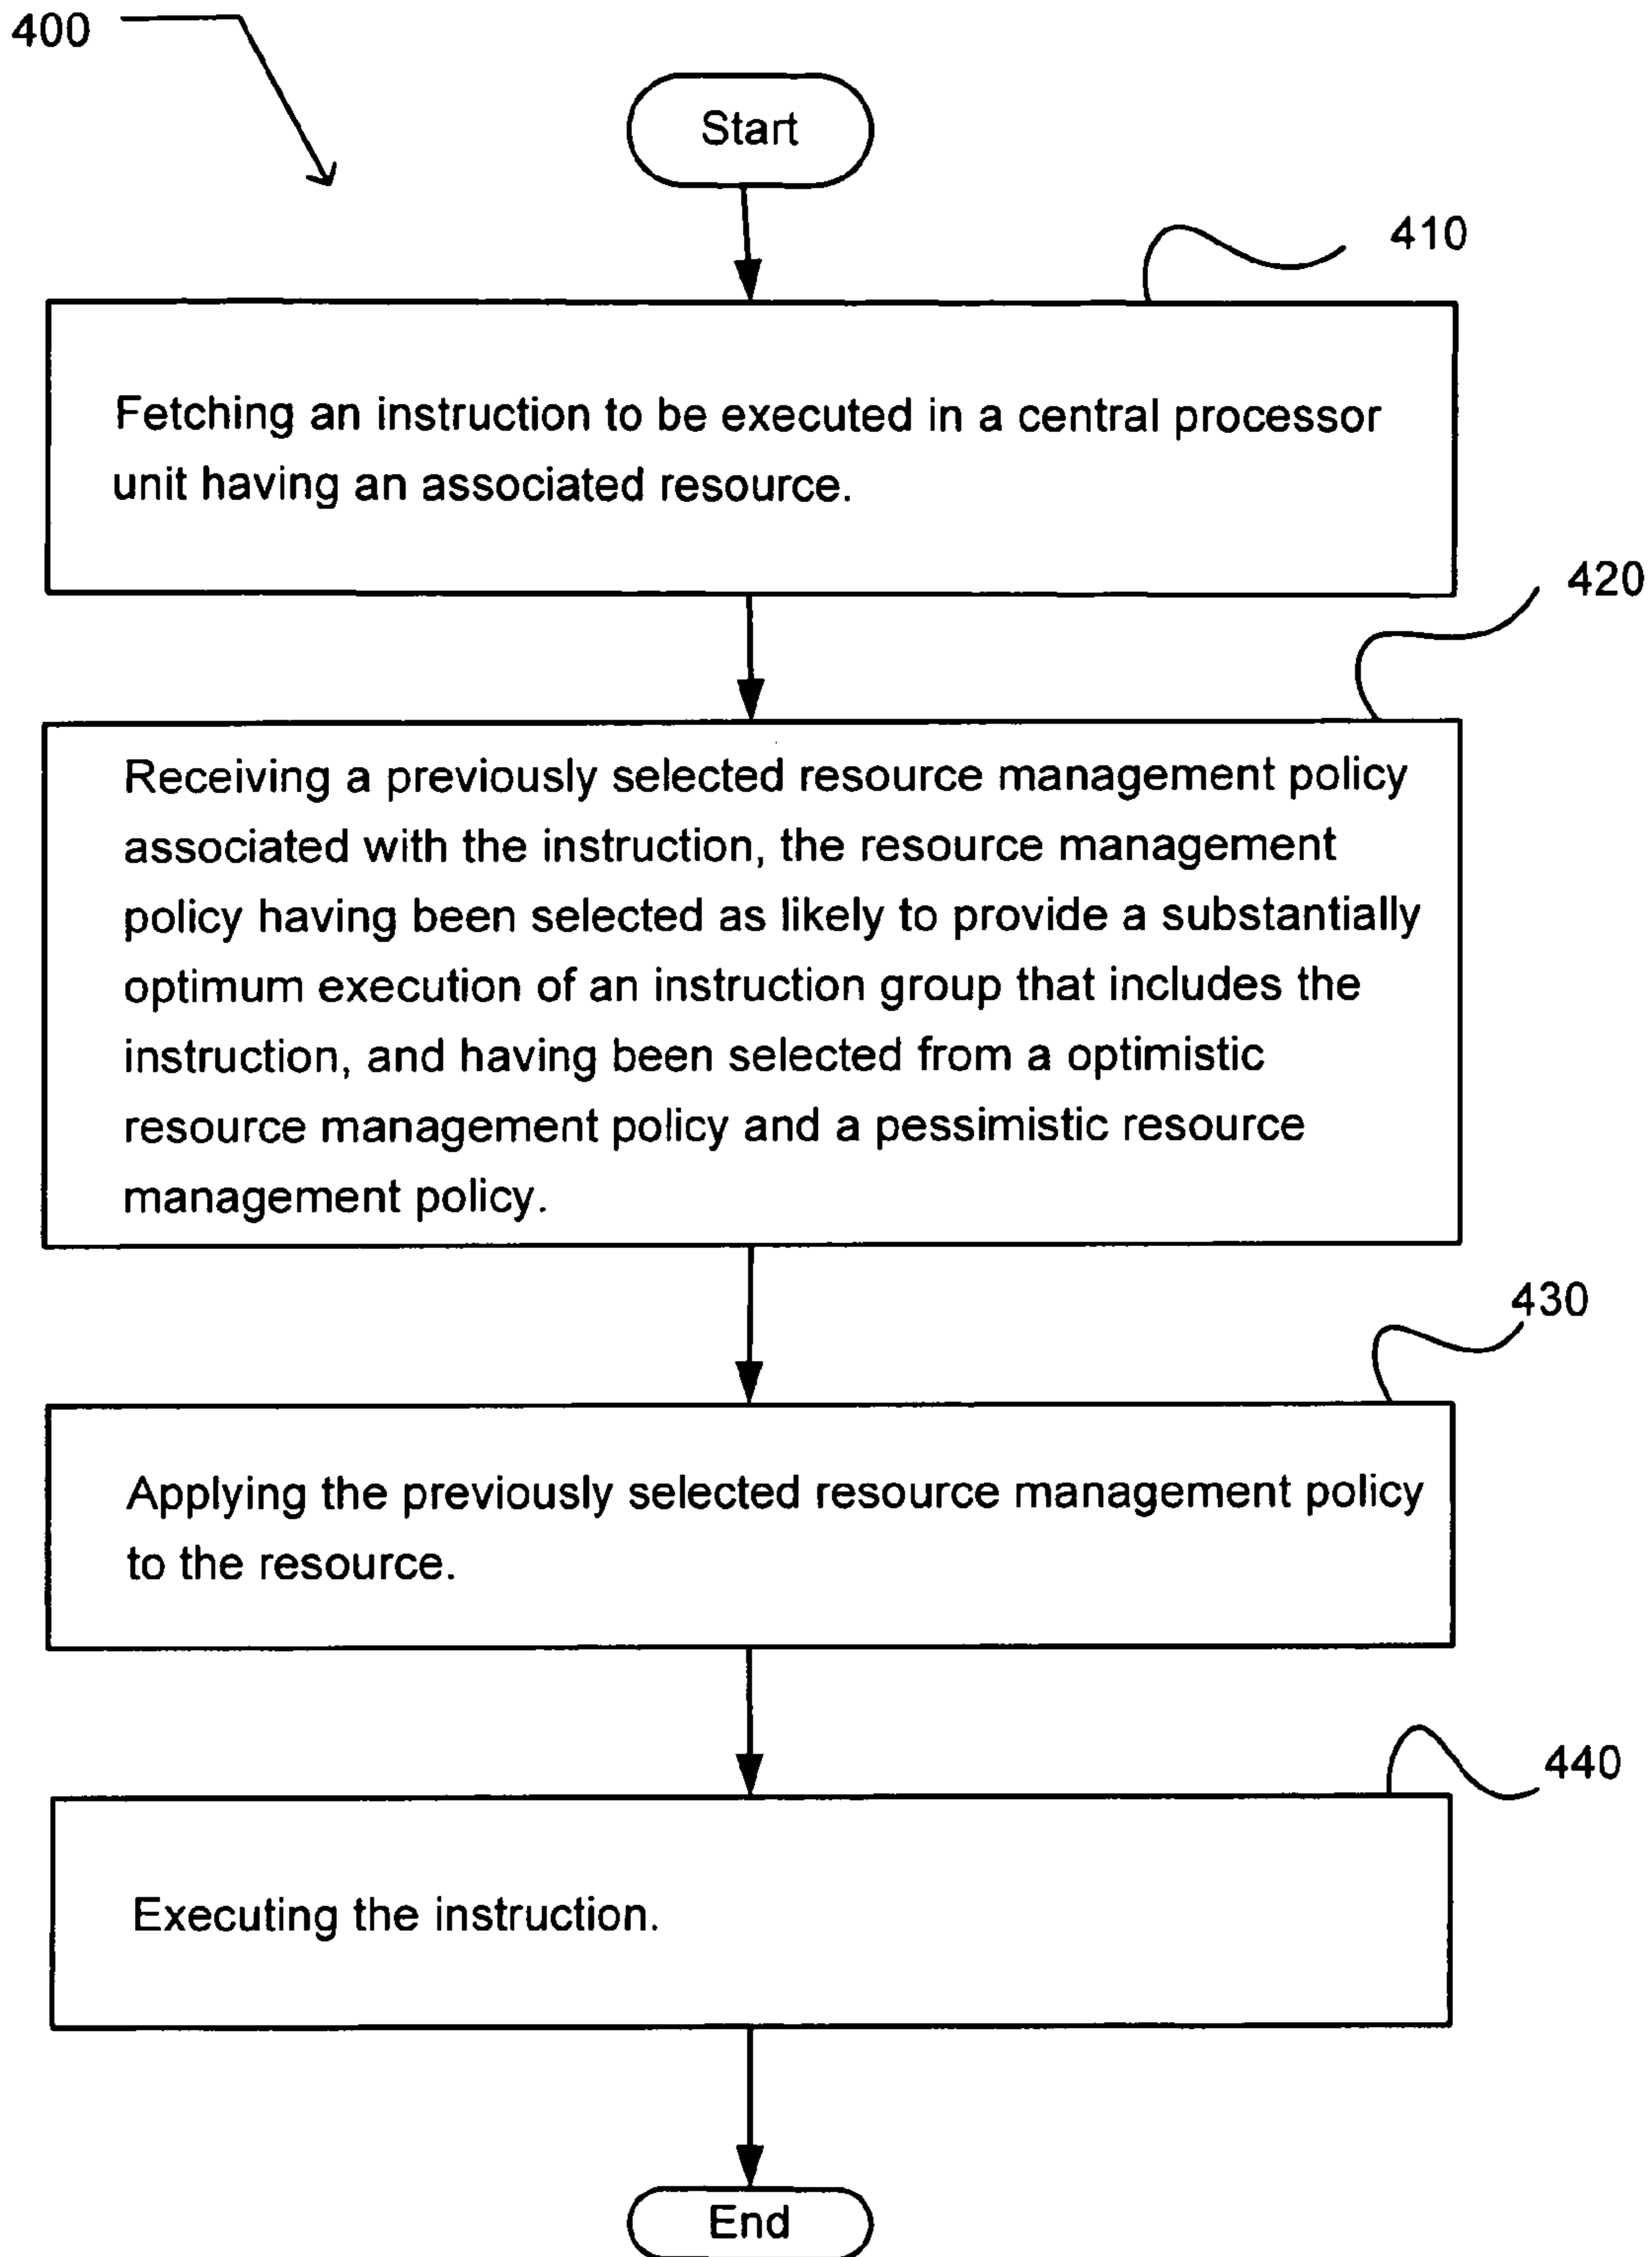 400
Start
410
Fetching an instruction to be executed in a central processor
unit having an associated resource.
420
Receiving a previously selected resource management policy
associated with the instruction, the resource management
policy having been selected as likely to provide a substantially
optimum execution of an instruction group that includes the
instruction, and having been selected from a optimistic
resource management policy and a pessimistic resource
management policy.
430
Applying the previously selected resource management policy
to the resource.
440
Executing the instruction.
End